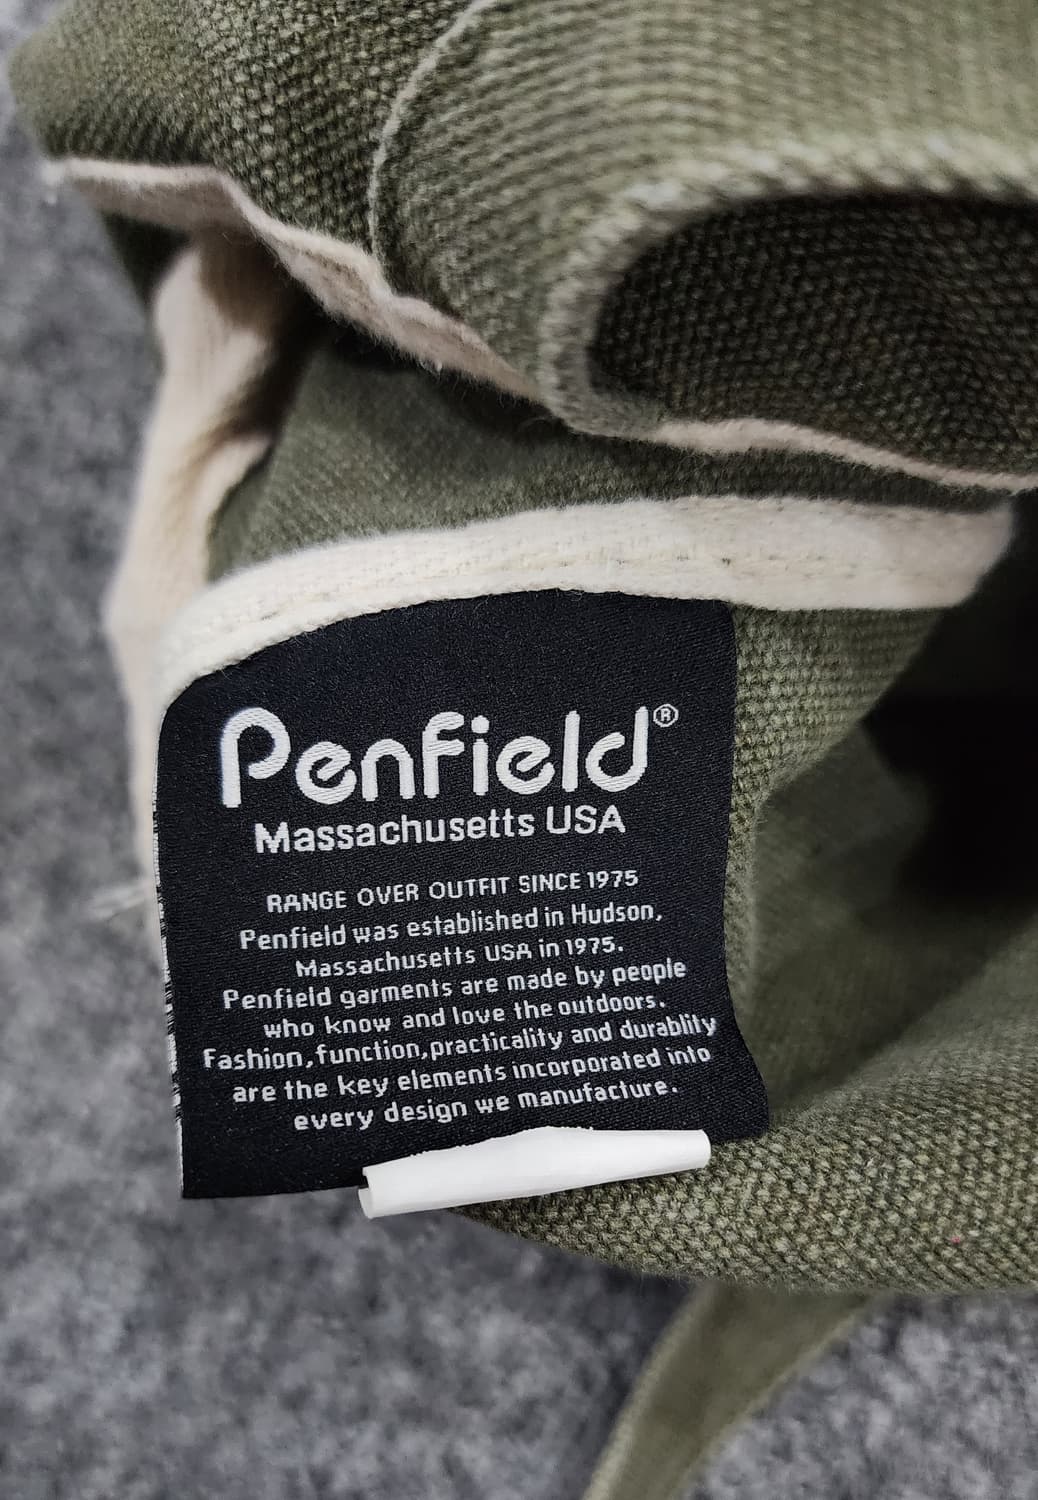 Penfield®
Massachusetts USA
RANGE OVER OUTFIT SINCE 1975
Penfield was established in Hudson,
Massachusetts USA in 1975.
Penfield garments are made by people
who know and love the outdoors.
Fashion, function, practicality and durablity
are the key elements incorporated into
every design we manufacture.